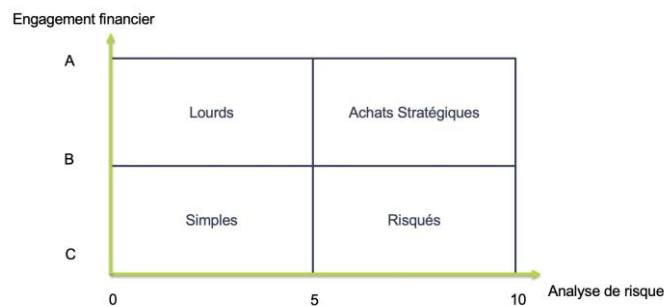 Engagement financier
A
Lourds
Achats Stratégiques
B
Simples
Risqués
C
0
5
10
Analyse de risque